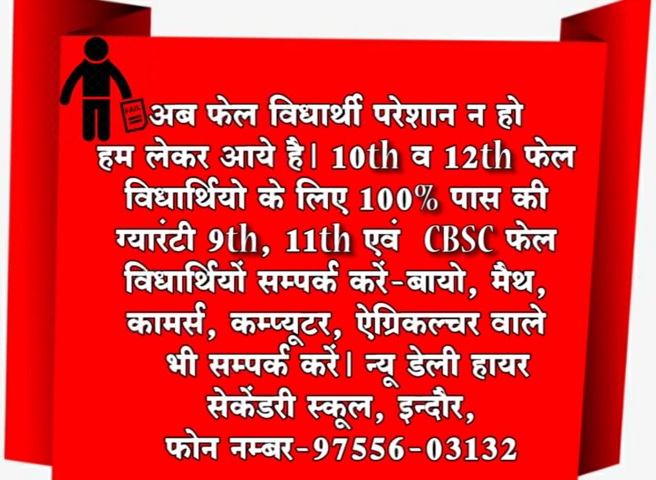 FAIL
अब फेल विधार्थी परेशान न हो
हम लेकर आये है। 10th व 12th फेल
विधार्थियो के लिए 100% पास की
ग्यारंटी 9th, 11th एवं CBSC फेल
विधार्थियों सम्पर्क करें-बायो, मैथ,
कामर्स, कम्प्यूटर, ऐग्रिकल्चर वाले
भी सम्पर्क करें। न्यू डेली हायर
सेकेंडरी स्कूल, इन्दौर,
फोन नम्बर-97556-03132